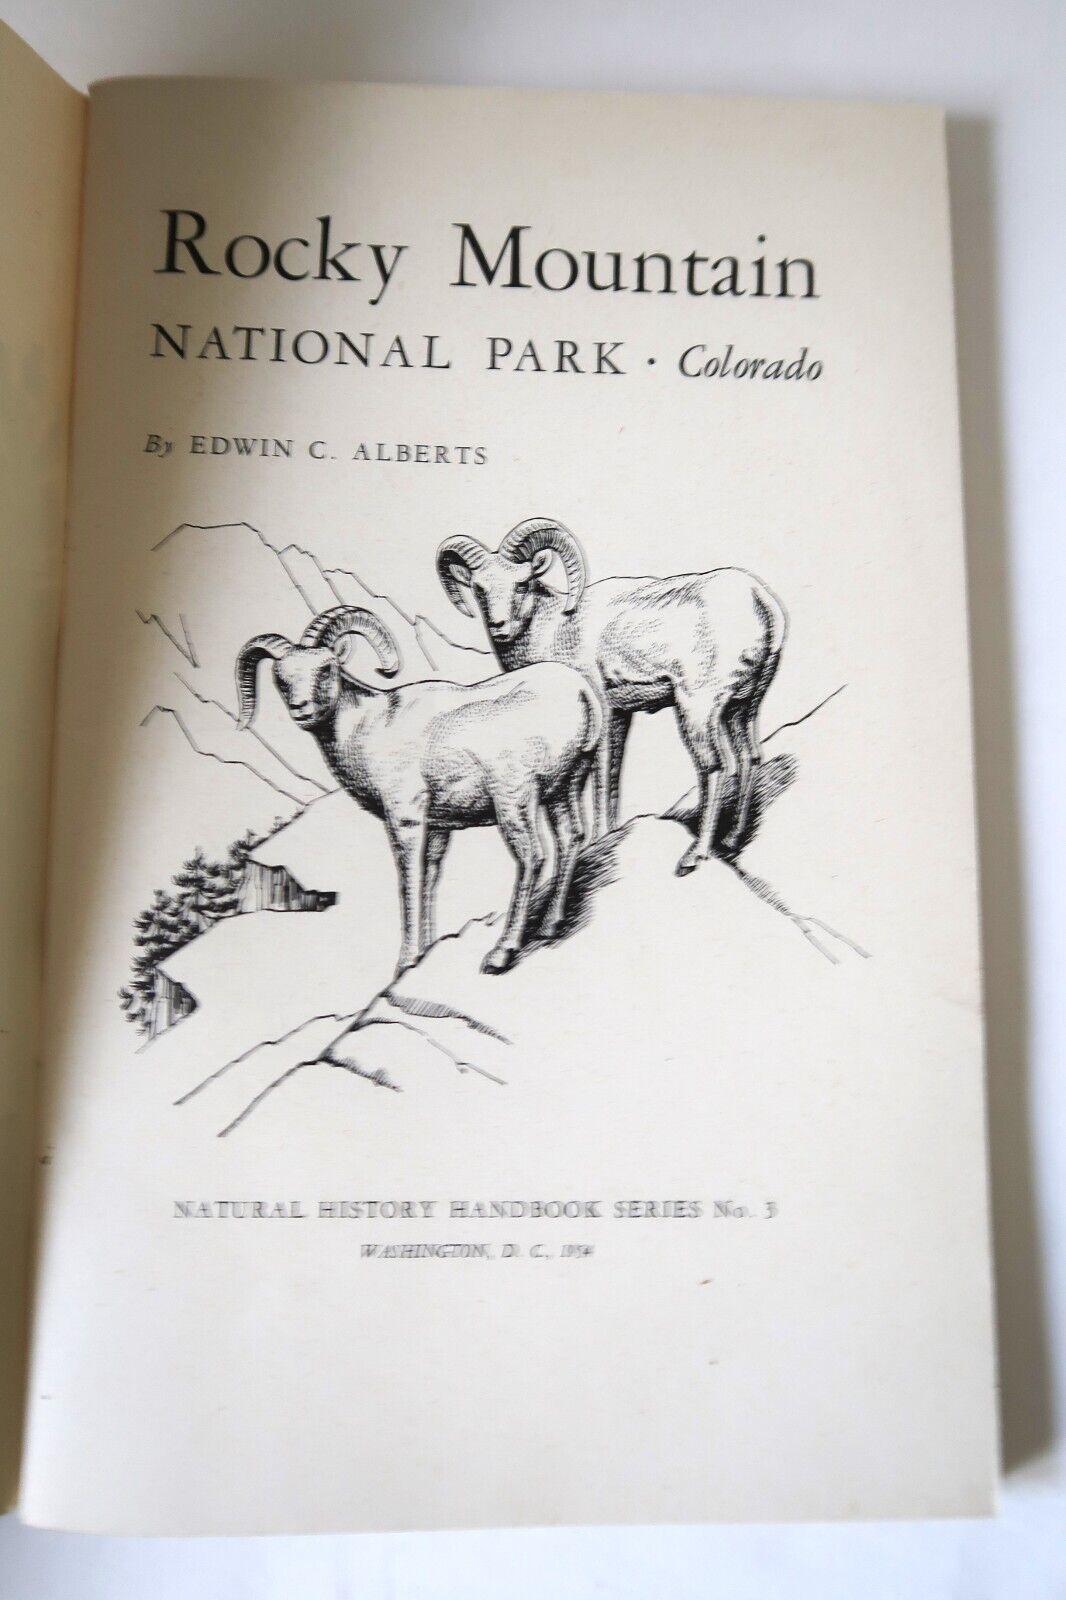 Rocky Mountain
NATIONAL PARK · Colorado
By EDWIN C. ALBERTS
NATURAL HISTORY HANDBOOK SERIES No. 3
WASHINGTON, D. C., 1954